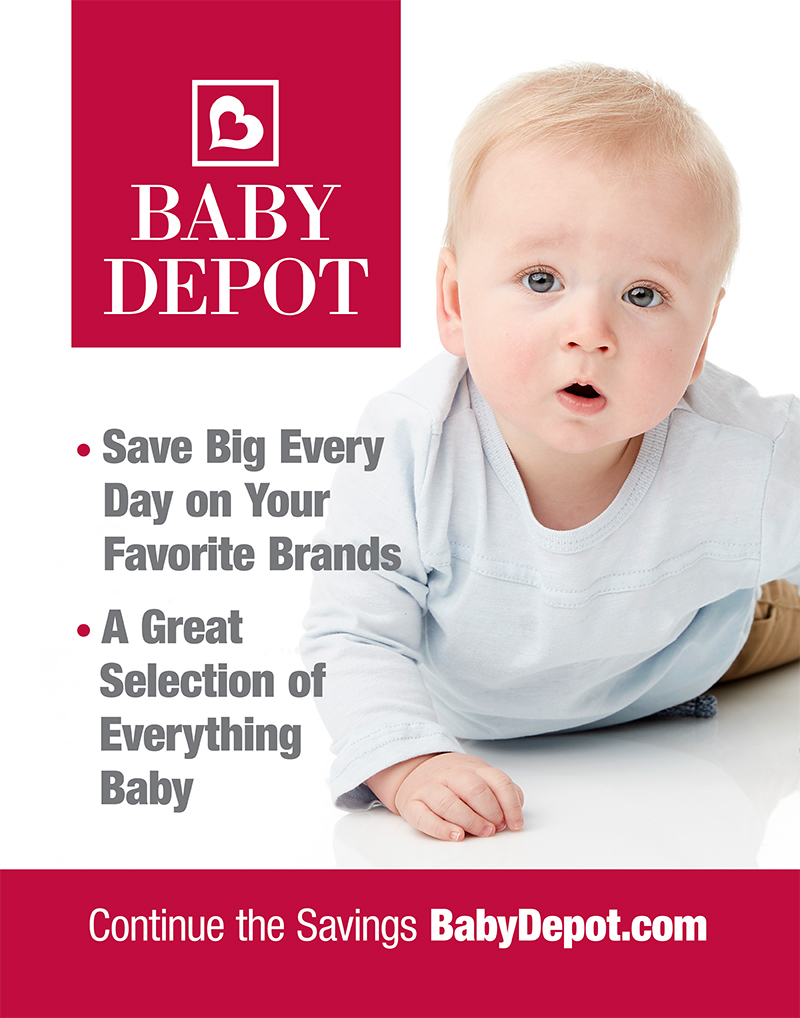 BABY
DEPOT
• Save Big Every
Day on Your
Favorite Brands
• A Great
Selection of
Everything
Baby
Continue the Savings BabyDepot.com